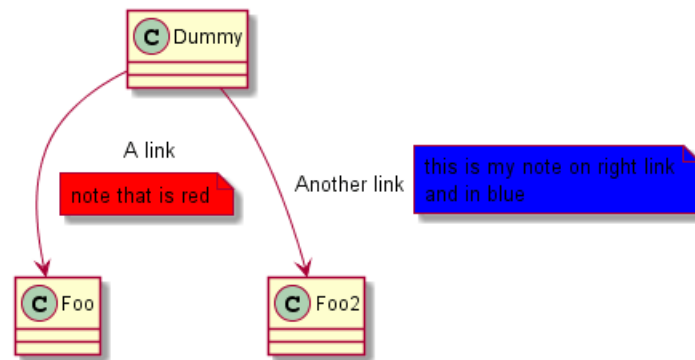 C Dummy
A link
note that is red
Another link
this is my note on right link
and in blue
C Foo
C Foo2